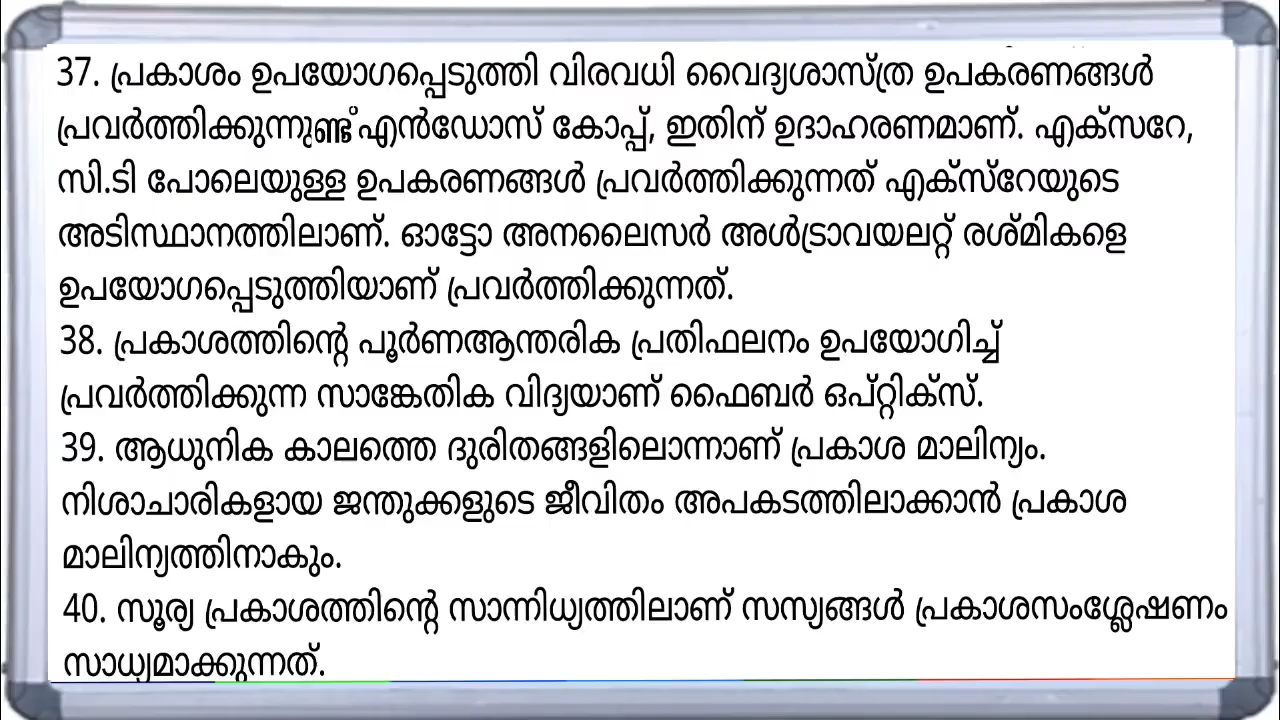 37. പ്രകാശം ഉപയോഗപ്പെടുത്തി വിരവധി വൈദ്യശാസ്ത്ര ഉപകരണങ്ങൾ
പ്രവർത്തിക്കുന്നുണ്ട് എൻഡോസ് കോപ്പ്, ഇതിന് ഉദാഹരണമാണ്. എക്സറേ,
സി.ടി പോലെയുള്ള ഉപകരണങ്ങൾ പ്രവർത്തിക്കുന്നത് എക്സ്റേയുടെ
അടിസ്ഥാനത്തിലാണ്. ഓട്ടോ അനലൈസർ അൾട്രാവയലറ്റ് രശ്മികളെ
ഉപയോഗപ്പെടുത്തിയാണ് പ്രവർത്തിക്കുന്നത്.
38. പ്രകാശത്തിന്റെ പൂർണആന്തരിക പ്രതിഫലനം ഉപയോഗിച്ച്
പ്രവർത്തിക്കുന്ന സാങ്കേതിക വിദ്യയാണ് ഫൈബർ ഒപ്റ്റിക്സ്.
39. ആധുനിക കാലത്തെ ദുരിതങ്ങളിലൊന്നാണ് പ്രകാശ മാലിന്യം.
നിശാചാരികളായ ജന്തുക്കളുടെ ജീവിതം അപകടത്തിലാക്കാൻ പ്രകാശ
മാലിന്യത്തിനാകും.
40. സൂര്യ പ്രകാശത്തിന്റെ സാന്നിധ്യത്തിലാണ് സസ്യങ്ങൾ പ്രകാശസംശ്ലേഷണം
സാധ്യമാക്കുന്നത്.